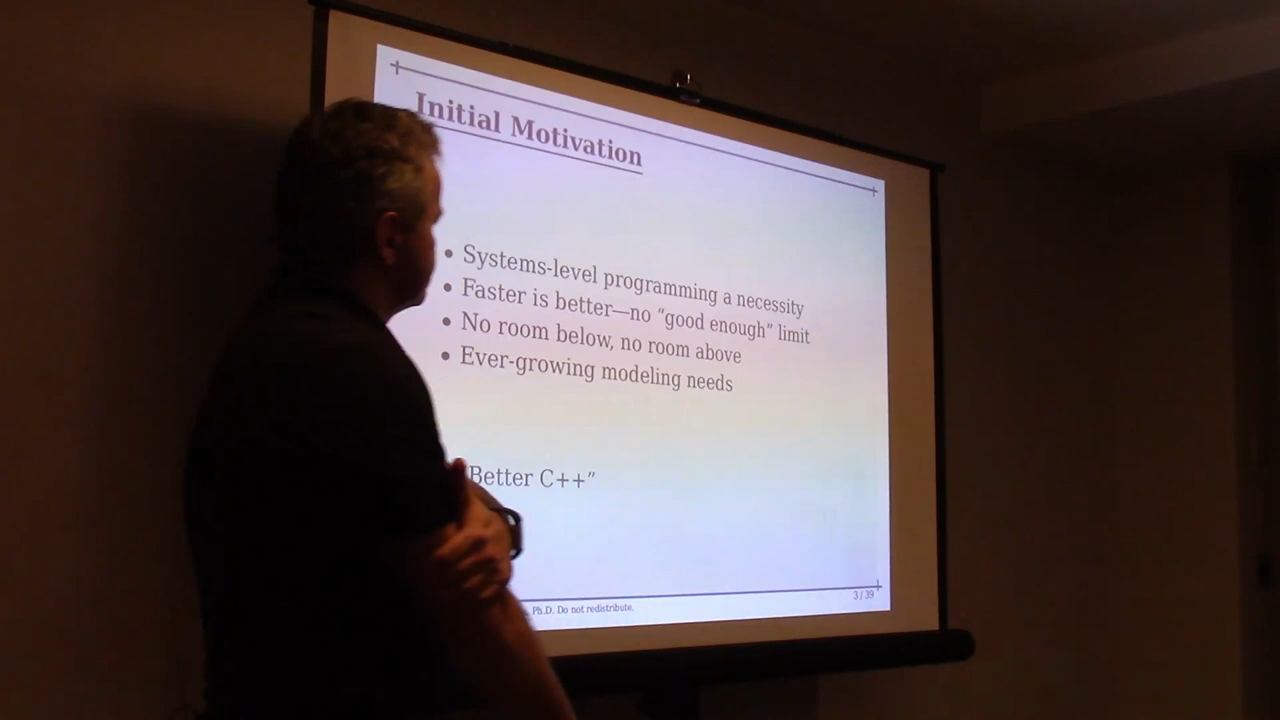 Initial Motivation
• Systems-level programming a necessity
• Faster is better—no “good enough” limit
• No room below, no room above
• Ever-growing modeling needs
“Better C++”
Ph.D. Do not redistribute.
3 / 39